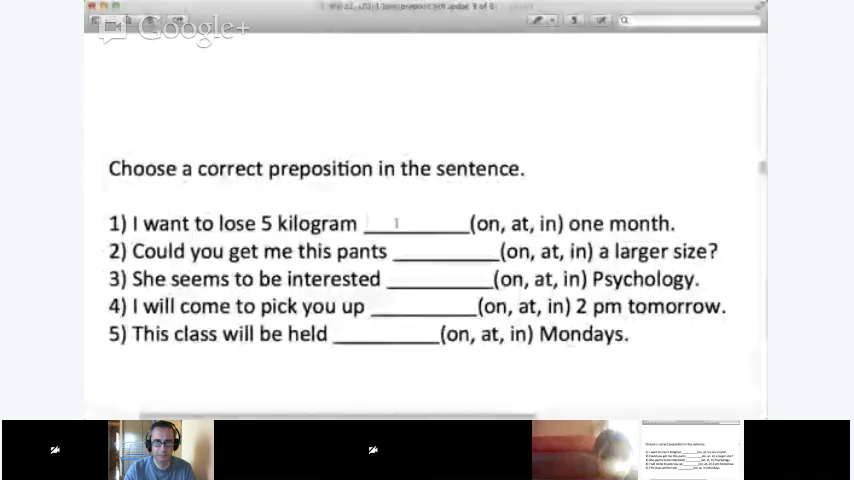 Google+
Choose a correct preposition in the sentence.
1) I want to lose 5 kilogram __________(on, at, in) one month.
2) Could you get me this pants __________(on, at, in) a larger size?
3) She seems to be interested __________(on, at, in) Psychology.
4) I will come to pick you up __________(on, at, in) 2 pm tomorrow.
5) This class will be held __________(on, at, in) Mondays.